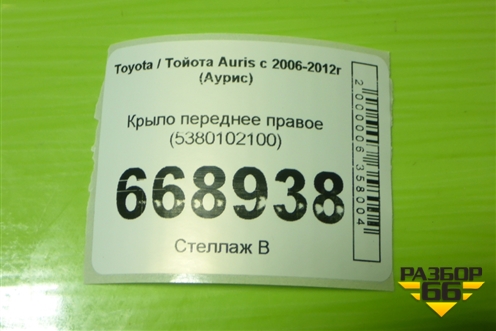 Toyota / Тойота Auris с 2006-2012г
(Аурис)
Крыло переднее правое
(5380102100)
668938
Стеллаж В
2000006358004
РАЗБОР
66